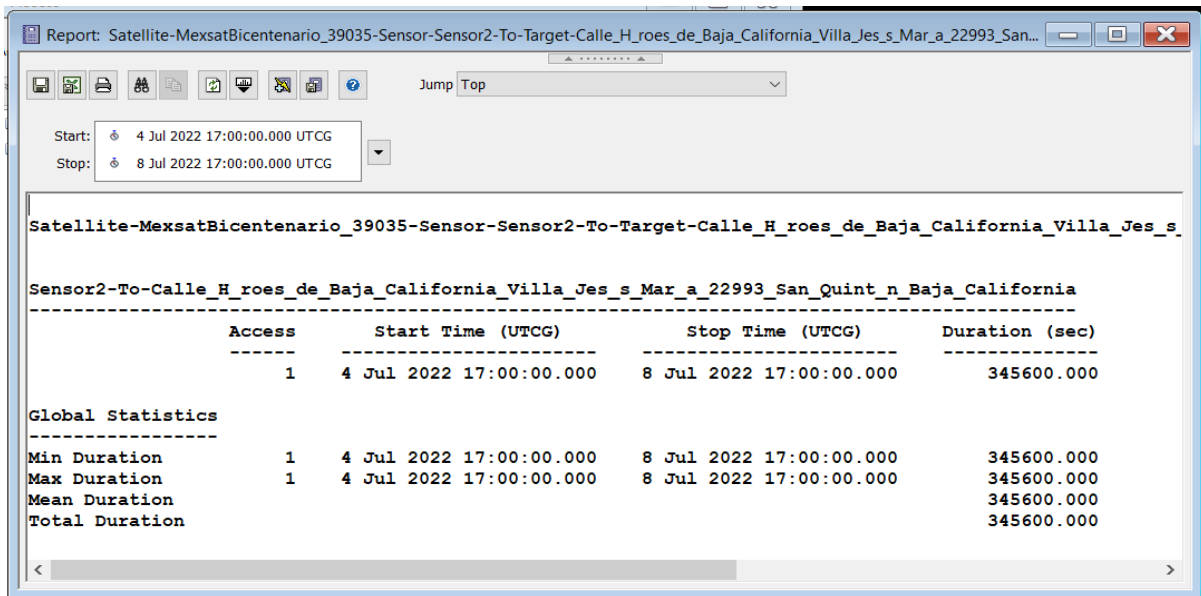 Report: Satellite-MexsatBicentenario_39035-Sensor-Sensor2-To-Target-Calle_H_roes_de_Baja_California_Villa_Jes_s_Mar_a_22993_San...
Jump Top
Start: 4 Jul 2022 17:00:00.000 UTCG
Stop: 8 Jul 2022 17:00:00.000 UTCG
Satellite-MexsatBicentenario_39035-Sensor-Sensor2-To-Target-Calle_H_roes_de_Baja_California_Villa_Jes_s_
Sensor2-To-Calle_H_roes_de_Baja_California_Villa_Jes_s_Mar_a_22993_San_Quint_n_Baja_California
Access Start Time (UTCG) Stop Time (UTCG) Duration (sec)
1 4 Jul 2022 17:00:00.000 8 Jul 2022 17:00:00.000 345600.000
Global Statistics
Min Duration 1 4 Jul 2022 17:00:00.000 8 Jul 2022 17:00:00.000 345600.000
Max Duration 1 4 Jul 2022 17:00:00.000 8 Jul 2022 17:00:00.000 345600.000
Mean Duration 345600.000
Total Duration 345600.000